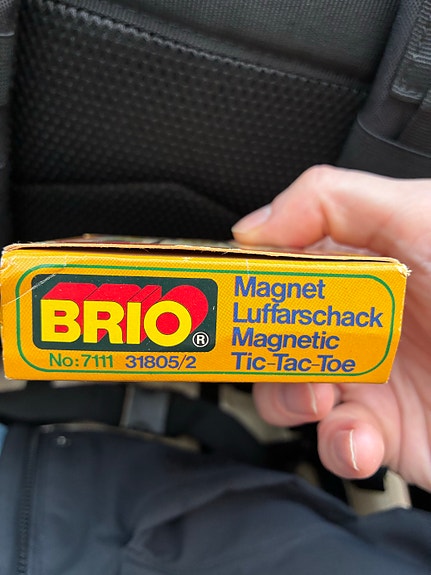 BRIO®
No: 7111 31805/2
Magnet
Luffarschack
Magnetic
Tic-Tac-Toe